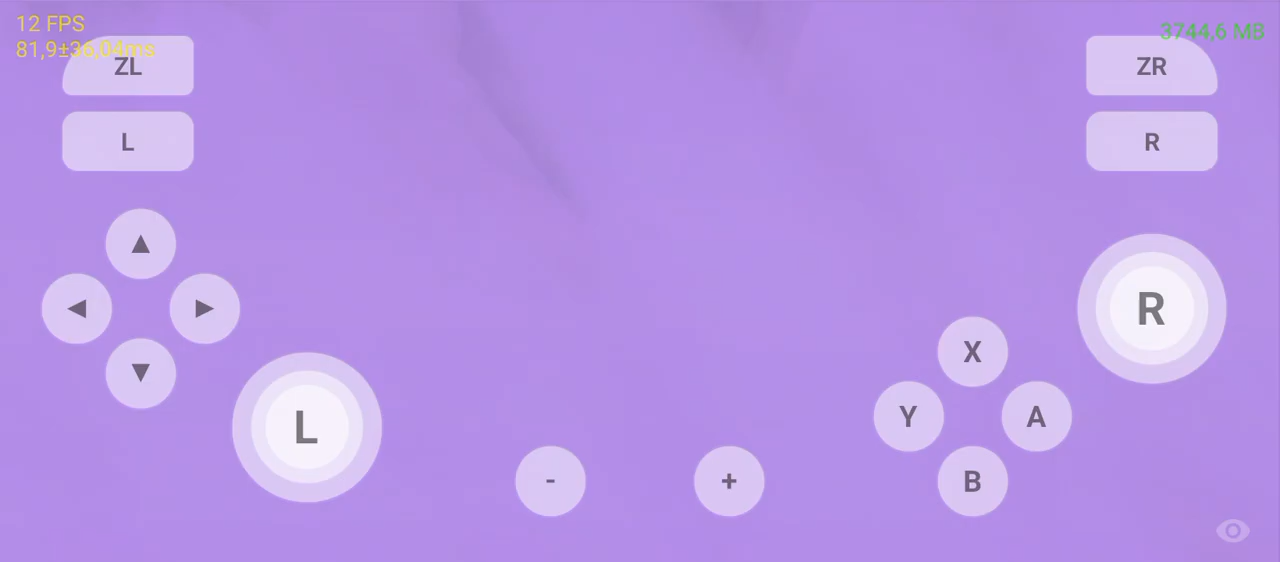 12 FPS
81,9±36,04ms
3744,6 MB
ZL
ZR
L
R
▲
◀
▶
▼
L
R
X
Y
A
B
-
+